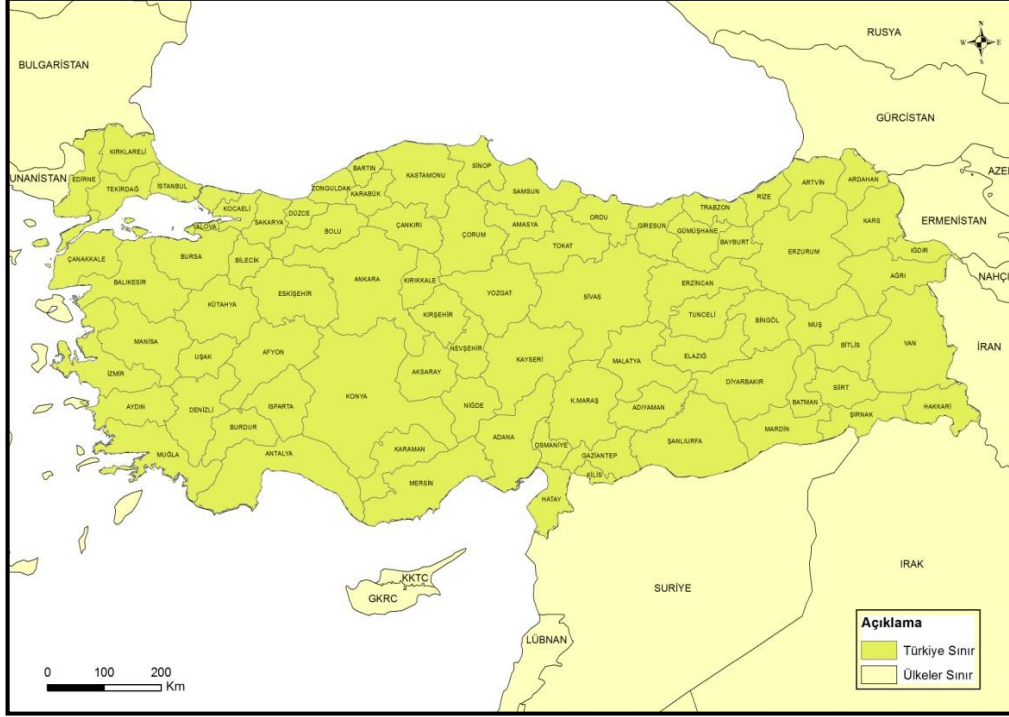 BULGARİSTAN
RUSYA
N
W E
S
GÜRCİSTAN
UNANİSTAN
AZE
ERMENİSTAN
NAHÇI
İRAN
KIRKLARELİ
EDİRNE
TEKİRDAĞ
İSTANBUL
KOCAELİ
YALOVA
SAKARYA
DÜZCE
ZONGULDAK
BARTIN
KARABÜK
KASTAMONU
SİNOP
SAMSUN
ORDU
GİRESUN
TRABZON
RİZE
ARTVİN
ARDAHAN
KARS
IĞDIR
BOLU
ÇANKIRI
ÇORUM
AMASYA
TOKAT
GÜMÜŞHANE
BAYBURT
ERZURUM
AĞRI
ÇANAKKALE
BALIKESİR
BURSA
BİLECİK
KÜTAHYA
ESKİŞEHİR
ANKARA
KIRIKKALE
KIRŞEHİR
YOZGAT
SİVAS
ERZİNCAN
TUNCELİ
BİNGÖL
MUŞ
BİTLİS
VAN
MANİSA
UŞAK
AFYON
NEVŞEHİR
KAYSERİ
MALATYA
ELAZIĞ
İZMİR
AKSARAY
DİYARBAKIR
SİİRT
AYDIN
DENİZLİ
ISPARTA
KONYA
NİĞDE
K.MARAŞ
ADIYAMAN
BATMAN
ŞIRNAK
HAKKARİ
BURDUR
MUĞLA
ANTALYA
KARAMAN
MERSİN
ADANA
OSMANİYE
GAZİANTEP
KİLİS
ŞANLIURFA
MARDİN
HATAY
KKTC
GKRC
LÜBNAN
SURİYE
IRAK
0 100 200
Km
Açıklama
Türkiye Sınır
Ülkeler Sınır